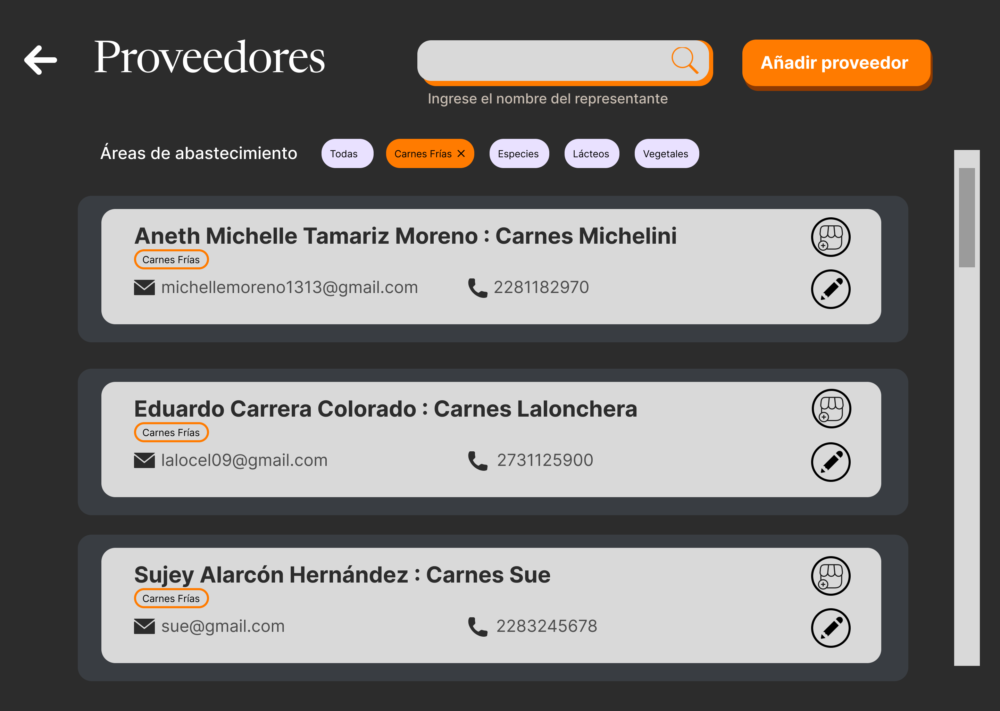 Proveedores
Añadir proveedor
Ingrese el nombre del representante
Áreas de abastecimiento Todas Carnes Frías Especies Lácteos Vegetales
Aneth Michelle Tamariz Moreno : Carnes Michelini
Carnes Frías
michellemoreno1313@gmail.com 2281182970
Eduardo Carrera Colorado : Carnes Lalonchera
Carnes Frías
lalocel09@gmail.com 2731125900
Sujey Alarcón Hernández : Carnes Sue
Carnes Frías
sue@gmail.com 2283245678